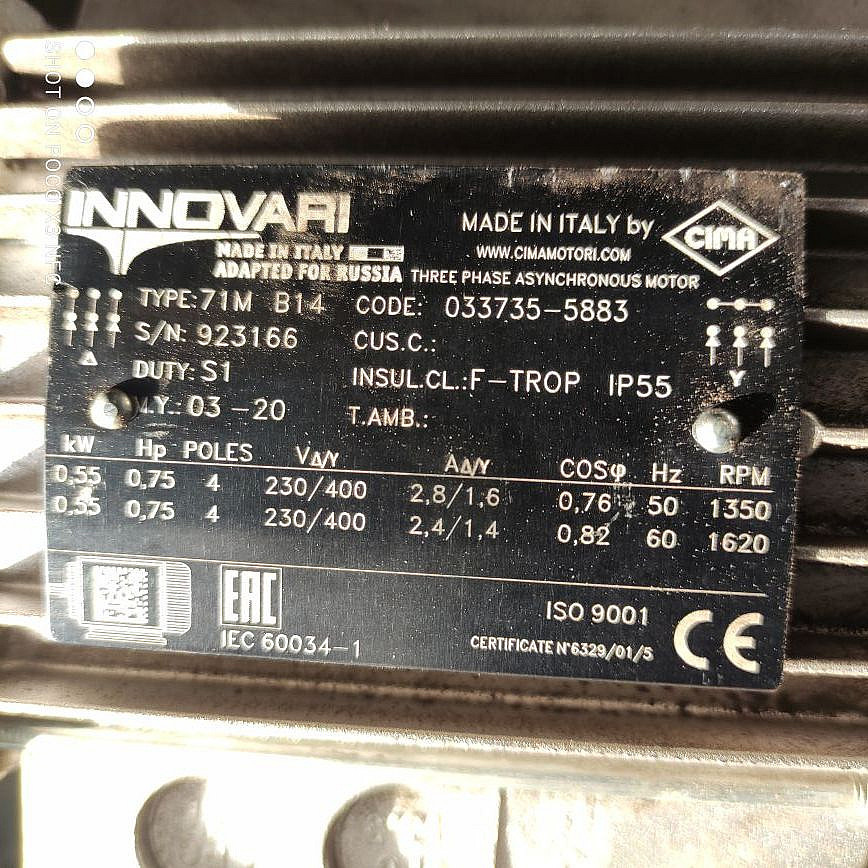 SHOT ON POCO X3 NFC
INNOVARI
MADE IN ITALY
ADAPTED FOR RUSSIA
MADE IN ITALY by CIMA
WWW.CIMAMOTORI.COM
THREE PHASE ASYNCHRONOUS MOTOR
TYPE:71M B14 CODE: 033735-5883
S/N: 923166 CUS.C.:
DUTY: S1 INSUL.CL.:F-TROP IP55
.Y.: 03-20 T.AMB.:
Δ
Y
kW Hp POLES VΔ/Y AΔ/Y COSφ Hz RPM
0,55 0,75 4 230/400 2,8/1,6 0,76 50 1350
0,55 0,75 4 230/400 2,4/1,4 0,82 60 1620
EAC
IEC 60034-1
ISO 9001
CERTIFICATE N°6329/01/5
CE